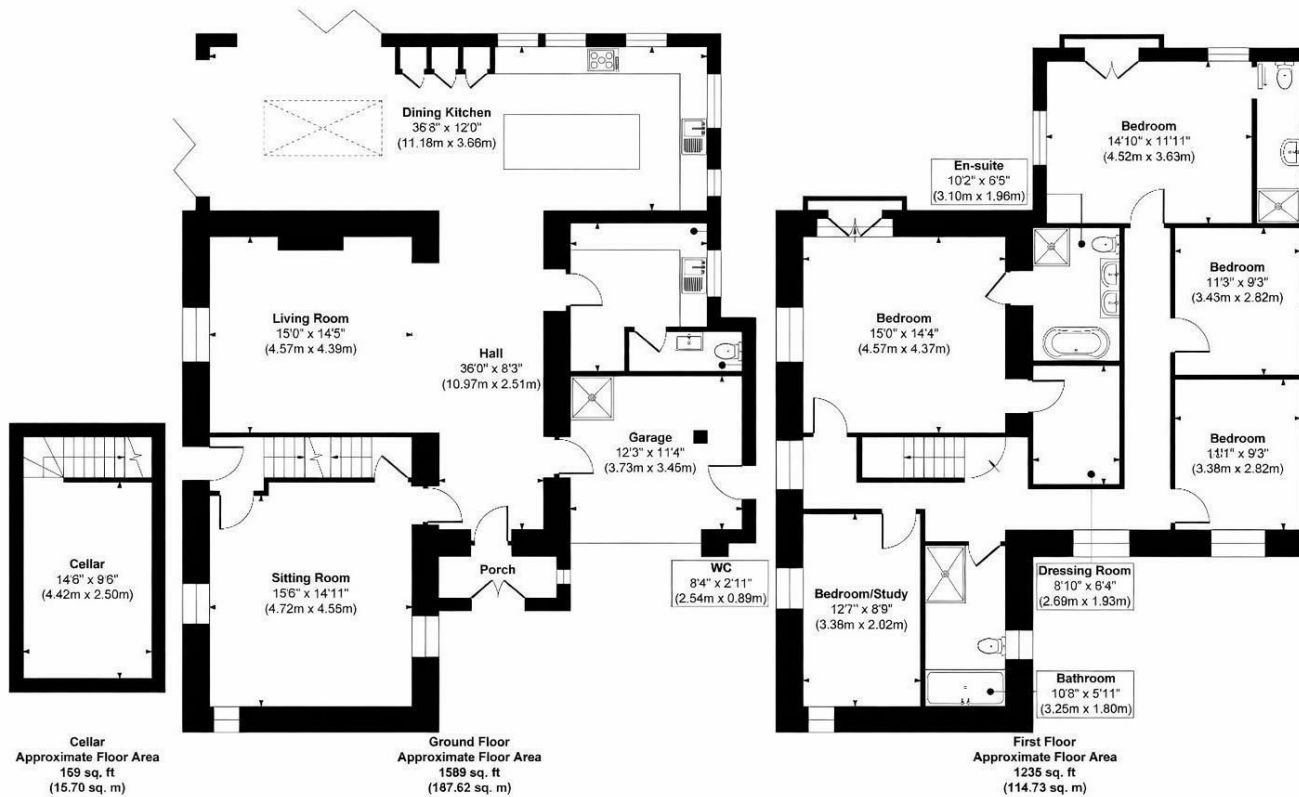 Dining Kitchen
36'8" x 12'0"
(11.18m x 3.66m)
Living Room
15'0" x 14'5"
(4.57m x 4.39m)
Hall
36'0" x 8'3"
(10.97m x 2.51m)
Garage
12'3" x 11'4"
(3.73m x 3.45m)
Cellar
14'6" x 9'6"
(4.42m x 2.50m)
Sitting Room
15'6" x 14'11"
(4.72m x 4.55m)
Porch
WC
8'4" x 2'11"
(2.54m x 0.89m)
Bedroom
14'10" x 11'11"
(4.52m x 3.63m)
En-suite
10'2" x 6'5"
(3.10m x 1.96m)
Bedroom
15'0" x 14'4"
(4.57m x 4.37m)
Bedroom
11'3" x 9'3"
(3.43m x 2.82m)
Bedroom
11'1" x 9'3"
(3.38m x 2.82m)
Bedroom/Study
12'7" x 8'9"
(3.38m x 2.02m)
Dressing Room
8'10" x 6'4"
(2.69m x 1.93m)
Bathroom
10'8" x 5'11"
(3.25m x 1.80m)
Cellar
Approximate Floor Area
169 sq. ft
(15.70 sq. m)
Ground Floor
Approximate Floor Area
1589 sq. ft
(187.62 sq. m)
First Floor
Approximate Floor Area
1235 sq. ft
(114.73 sq. m)